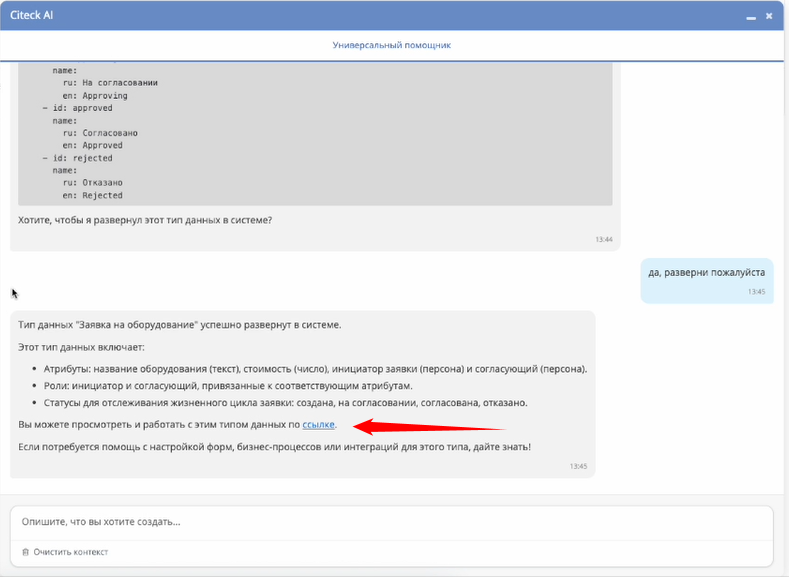 Citeck AI
Универсальный помощник
name:
ru: На согласовании
en: Approving
– id: approved
name:
ru: Согласовано
en: Approved
– id: rejected
name:
ru: Отказано
en: Rejected
Хотите, чтобы я развернул этот тип данных в системе?
13:44
да, разверни пожалуйста
13:45
Тип данных "Заявка на оборудование" успешно развернут в системе.
Этот тип данных включает:
• Атрибуты: название оборудования (текст), стоимость (число), инициатор заявки (персона) и согласующий (персона).
• Роли: инициатор и согласующий, привязанные к соответствующим атрибутам.
• Статусы для отслеживания жизненного цикла заявки: создана, на согласовании, согласована, отказано.
Вы можете просмотреть и работать с этим типом данных по ссылке.
Если потребуется помощь с настройкой форм, бизнес-процессов или интеграций для этого типа, дайте знать!
13:45
Опишите, что вы хотите создать...
Очистить контекст